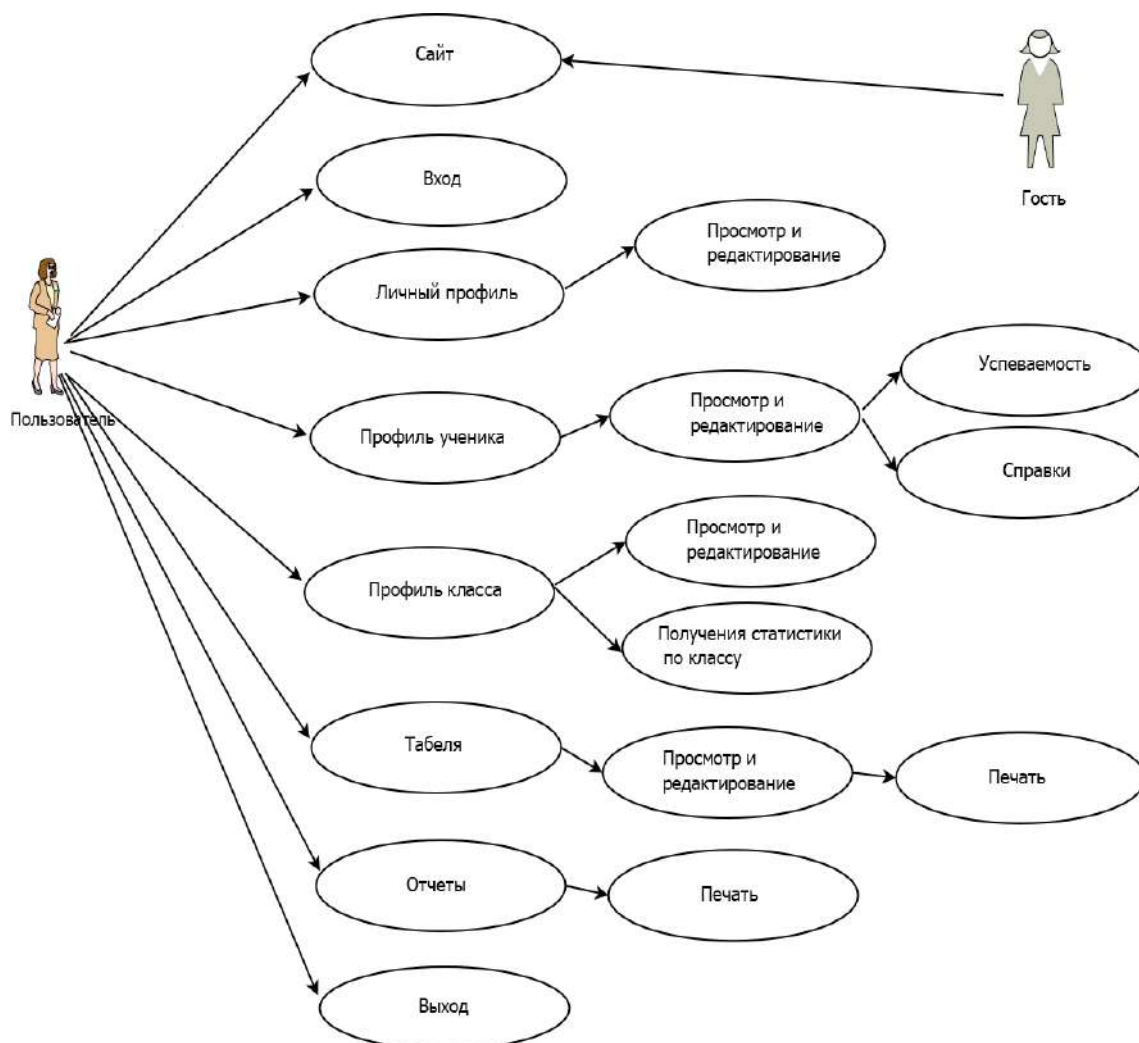 Сайт
Гость
Вход
Просмотр и
редактирование
Личный профиль
Пользователь
Успеваемость
Просмотр и
редактирование
Профиль ученика
Справки
Просмотр и
редактирование
Профиль класса
Получения статистики
по классу
Табеля
Просмотр и
редактирование
Печать
Отчеты
Печать
Выход